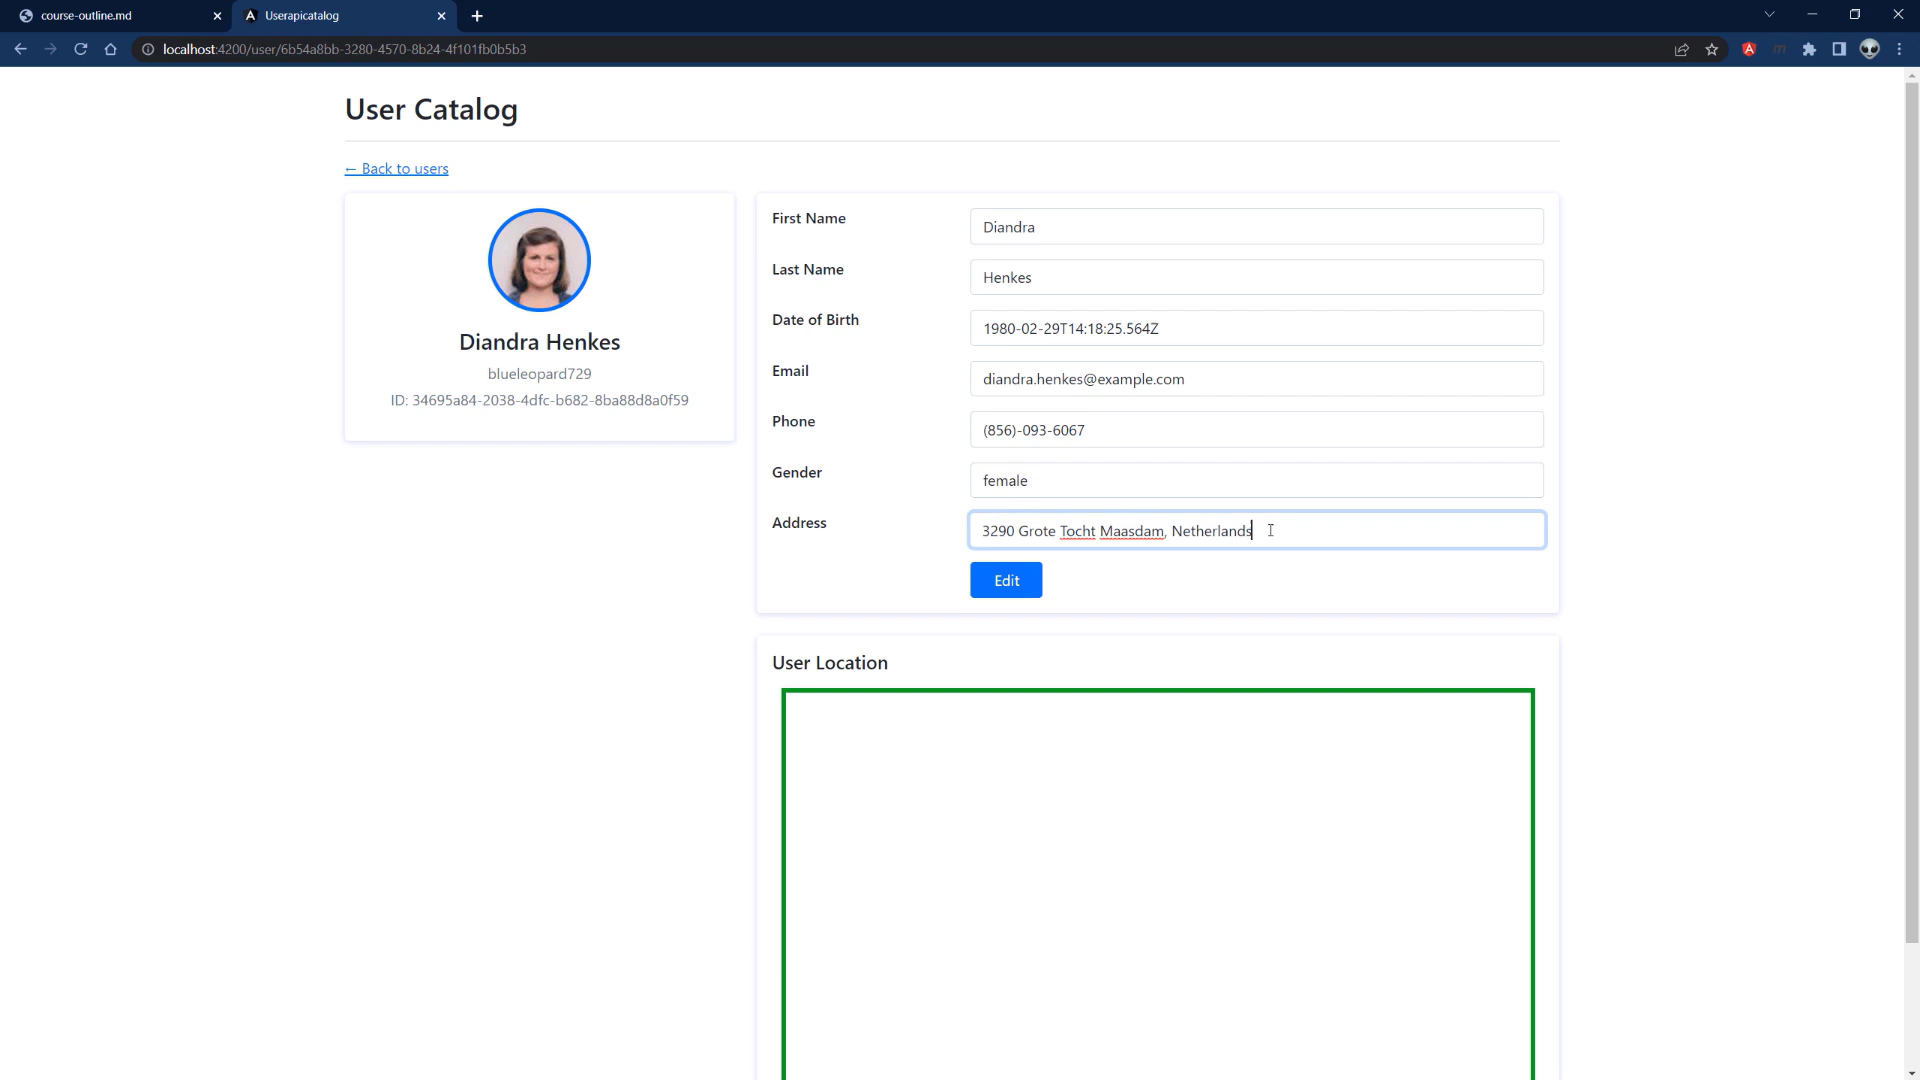 course-outline.md
Userapicatalog
localhost:4200/user/6b54a8bb-3280-4570-8b24-4f101fb0b5b3
User Catalog
← Back to users
Diandra Henkes
blueleopard729
ID: 34695a84-2038-4dfc-b682-8ba88d8a0f59
First Name
Diandra
Last Name
Henkes
Date of Birth
1980-02-29T14:18:25.564Z
Email
diandra.henkes@example.com
Phone
(856)-093-6067
Gender
female
Address
3290 Grote Tocht Maasdam, Netherlands
Edit
User Location